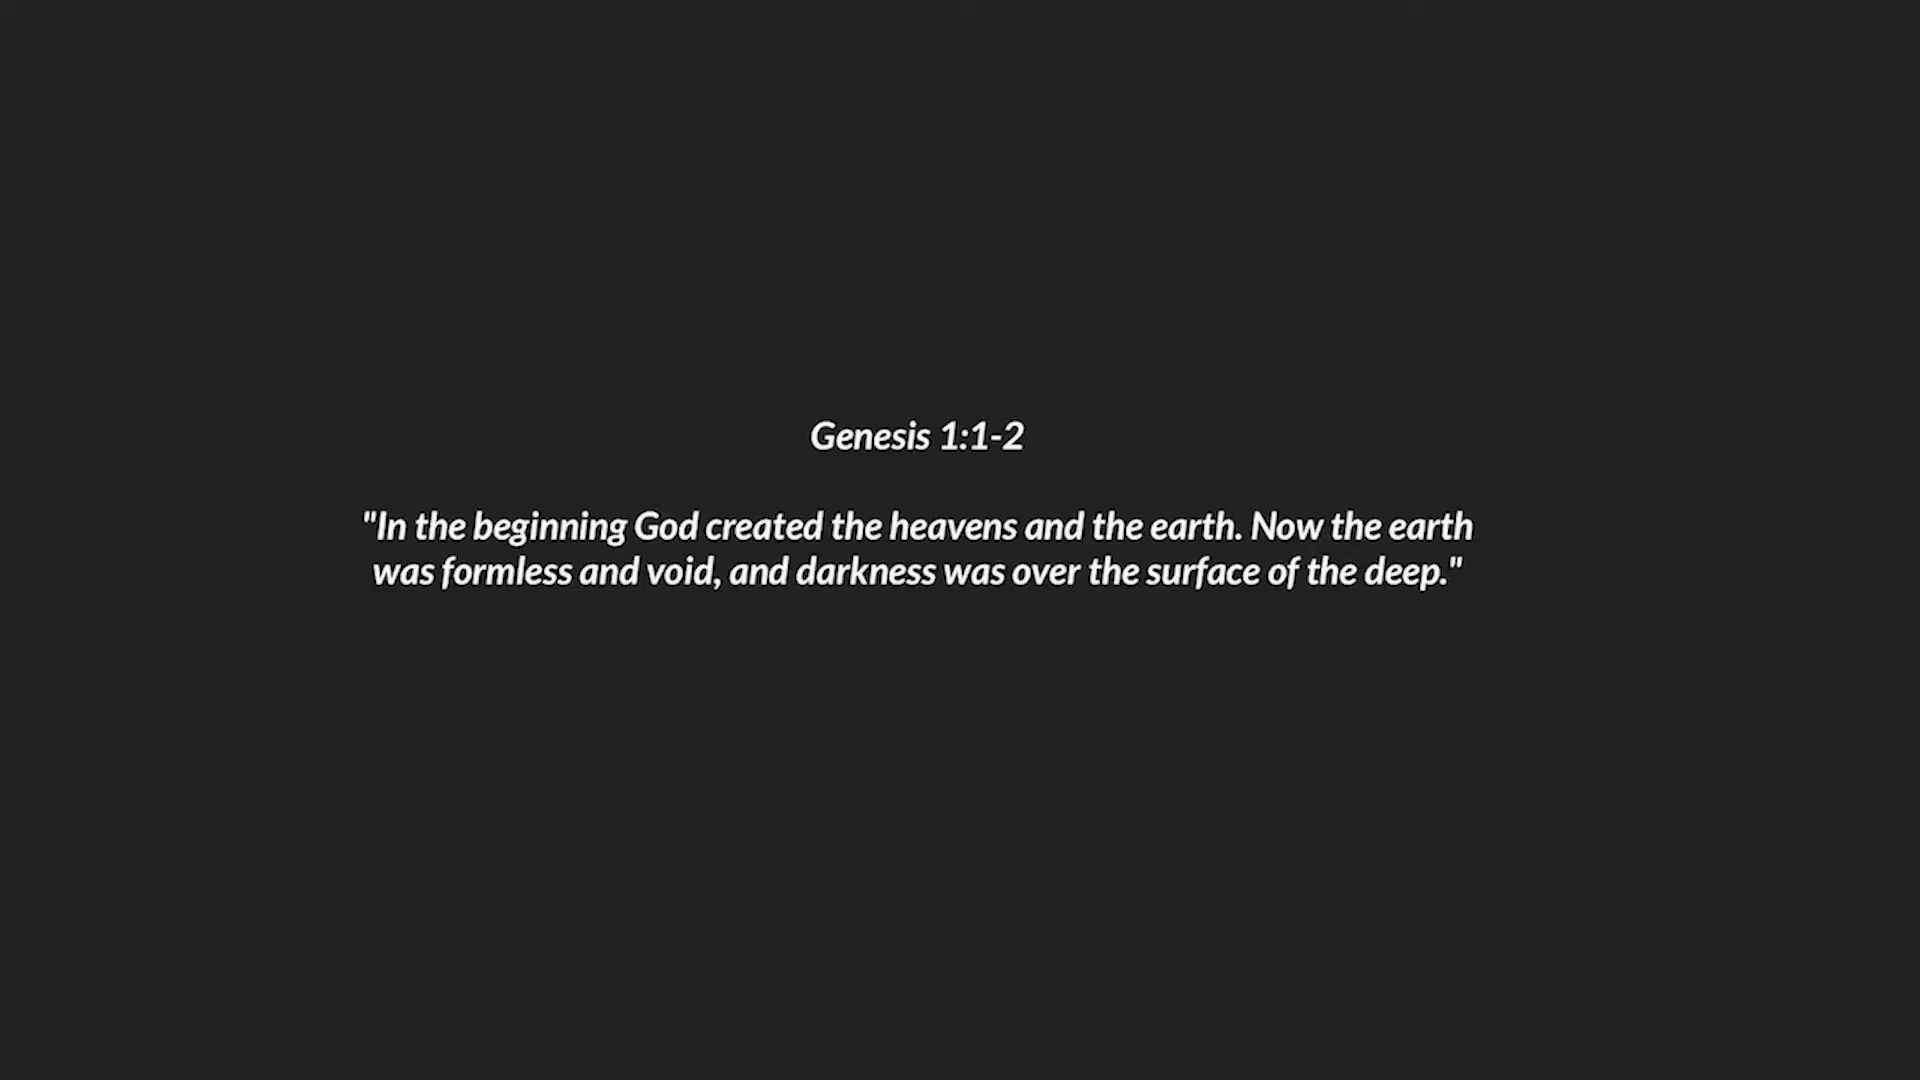 Genesis 1:1-2
"In the beginning God created the heavens and the earth. Now the earth
was formless and void, and darkness was over the surface of the deep."